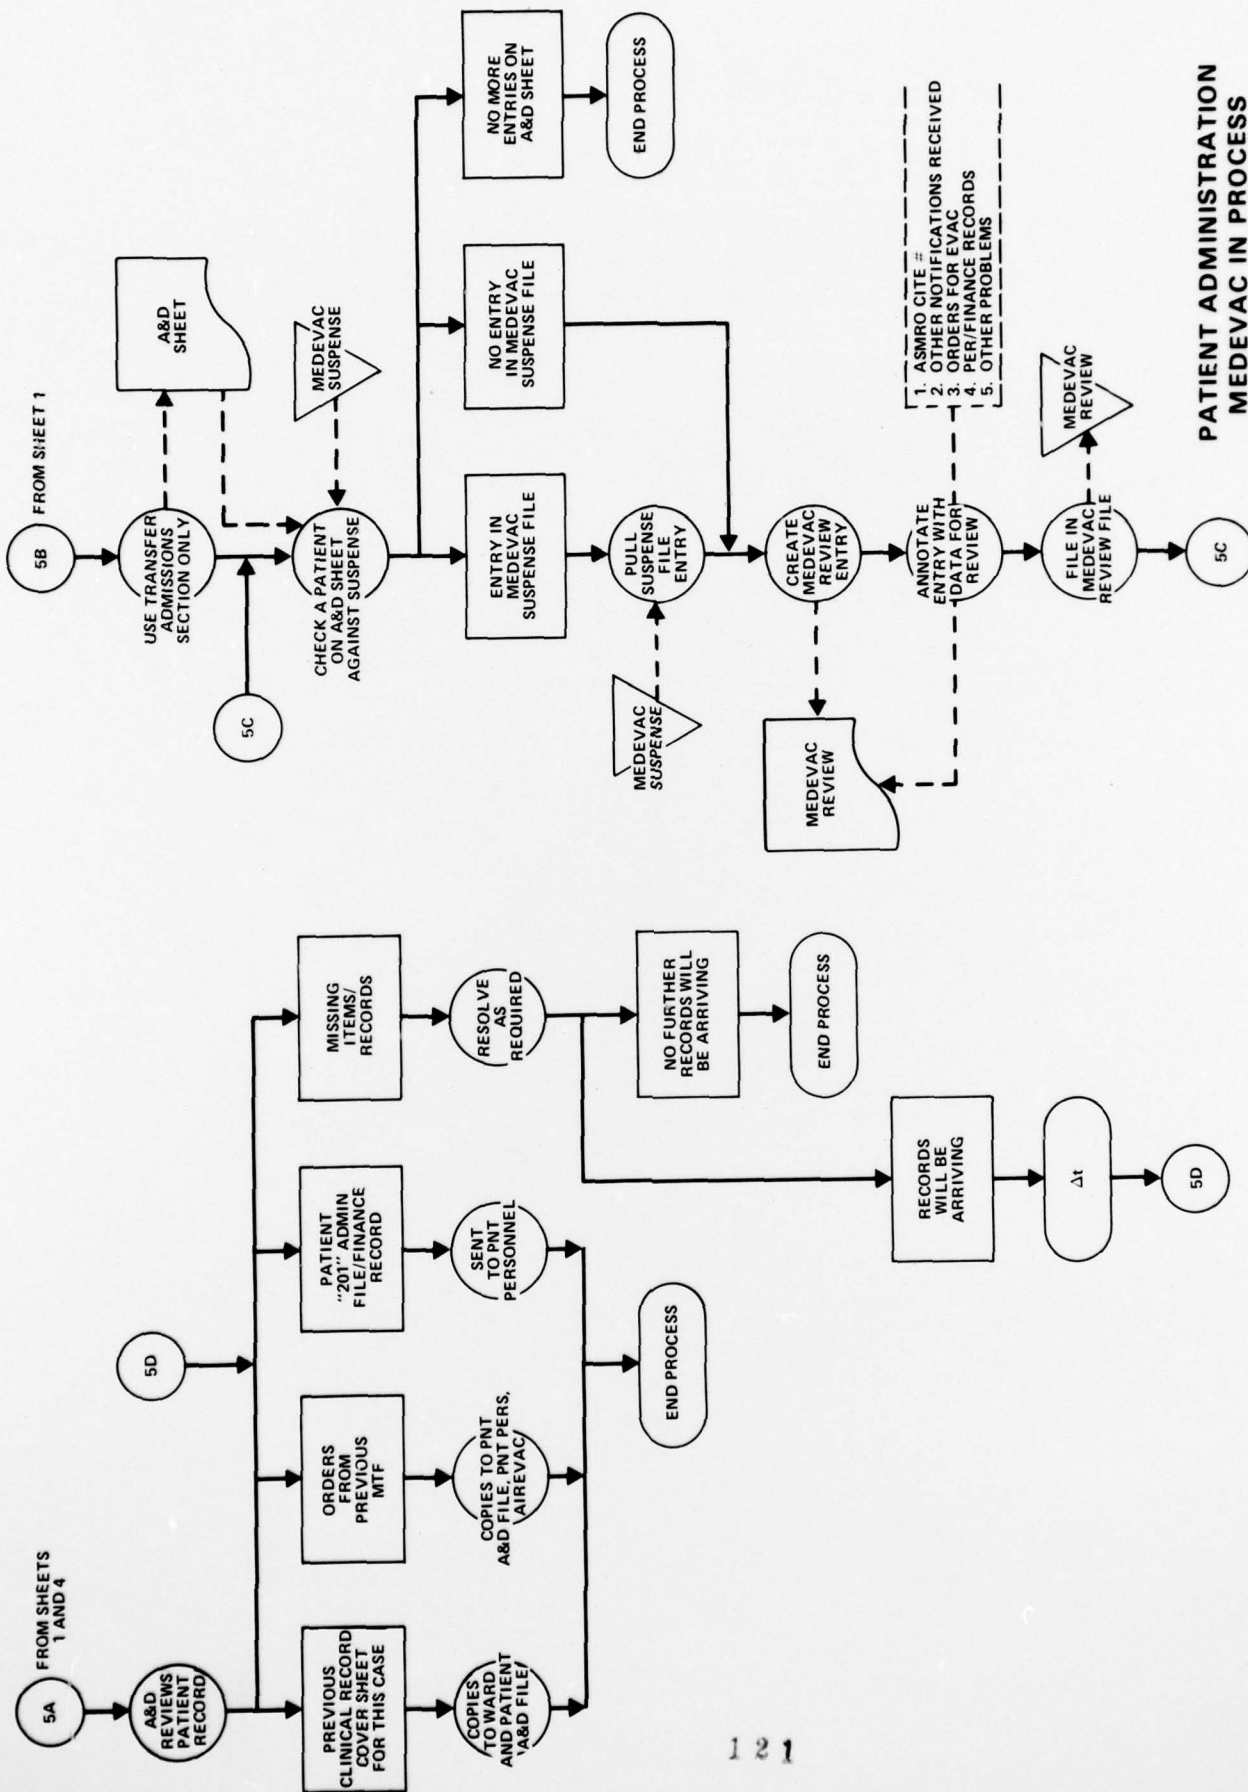 5A
FROM SHEETS
1 AND 4
A&D
REVIEWS
PATIENT
RECORD
5D
PREVIOUS
CLINICAL RECORD
COVER SHEET
FOR THIS CASE
ORDERS
FROM
PREVIOUS
MTF
PATIENT
"201" ADMIN
FILE/FINANCE
RECORD
MISSING
ITEMS/
RECORDS
COPIES
TO WARD
AND PATIENT
A&D FILE
COPIES TO PNT
A&D FILE, PNT PERS,
AIREVAC
SENT
TO PNT
PERSONNEL
RESOLVE
AS
REQUIRED
END PROCESS
NO FURTHER
RECORDS WILL
BE ARRIVING
END PROCESS
RECORDS
WILL BE
ARRIVING
Δt
5D
5B
FROM SHEET 1
USE TRANSFER
ADMISSIONS
SECTION ONLY
A&D
SHEET
5C
CHECK A PATIENT
ON A&D SHEET
AGAINST SUSPENSE
MEDEVAC
SUSPENSE
ENTRY IN
MEDEVAC
SUSPENSE FILE
NO ENTRY
IN MEDEVAC
SUSPENSE FILE
NO MORE
ENTRIES ON
A&D SHEET
END PROCESS
MEDEVAC
SUSPENSE
PULL
SUSPENSE
FILE
ENTRY
CREATE
MEDEVAC
REVIEW
ENTRY
MEDEVAC
REVIEW
ANNOTATE
ENTRY WITH
DATA FOR
REVIEW
1. ASMRO CITE #
2. OTHER NOTIFICATIONS RECEIVED
3. ORDERS FOR EVAC
4. PER/FINANCE RECORDS
5. OTHER PROBLEMS
FILE IN
MEDEVAC
REVIEW FILE
MEDEVAC
REVIEW
5C
PATIENT ADMINISTRATION
MEDEVAC IN PROCESS
121